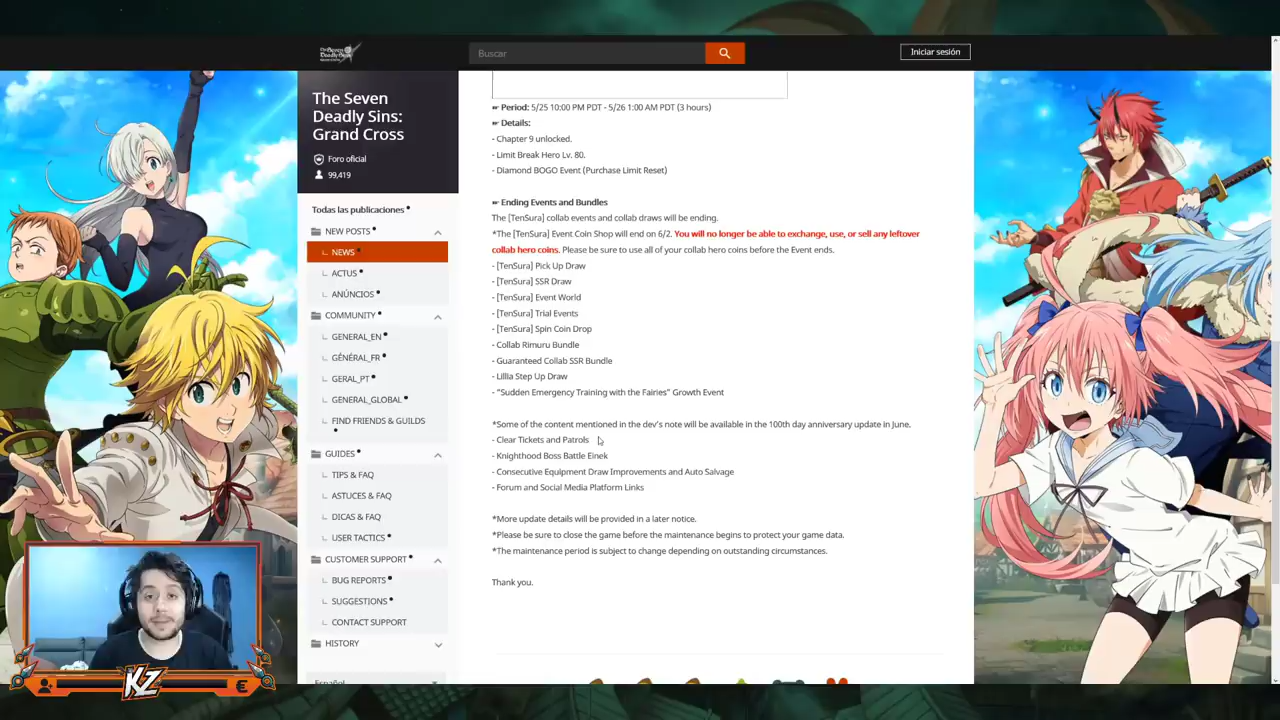 The Seven
Deadly Sins
Buscar
Iniciar sesión
The Seven
Deadly Sins:
Grand Cross
Foro oficial
99,419
Todas las publicaciones
NEW POSTS
NEWS
ACTUS
ANÚNCIOS
COMMUNITY
GENERAL_EN
GÉNÉRAL_FR
GERAL_PT
GENERAL_GLOBAL
FIND FRIENDS & GUILDS
GUIDES
TIPS & FAQ
ASTUCES & FAQ
DICAS & FAQ
USER TACTICS
CUSTOMER SUPPORT
BUG REPORTS
SUGGESTIONS
CONTACT SUPPORT
HISTORY
Español
☛ Period: 5/25 10:00 PM PDT - 5/26 1:00 AM PDT (3 hours)
☛ Details:
- Chapter 9 unlocked.
- Limit Break Hero Lv. 80.
- Diamond BOGO Event (Purchase Limit Reset)
☛ Ending Events and Bundles
The [TenSura] collab events and collab draws will be ending.
*The [TenSura] Event Coin Shop will end on 6/2. You will no longer be able to exchange, use, or sell any leftover
collab hero coins. Please be sure to use all of your collab hero coins before the Event ends.
- [TenSura] Pick Up Draw
- [TenSura] SSR Draw
- [TenSura] Event World
- [TenSura] Trial Events
- [TenSura] Spin Coin Drop
- Collab Rimuru Bundle
- Guaranteed Collab SSR Bundle
- Lillia Step Up Draw
- "Sudden Emergency Training with the Fairies" Growth Event
*Some of the content mentioned in the dev's note will be available in the 100th day anniversary update in June.
- Clear Tickets and Patrols
- Knighthood Boss Battle Einek
- Consecutive Equipment Draw Improvements and Auto Salvage
- Forum and Social Media Platform Links
*More update details will be provided in a later notice.
*Please be sure to close the game before the maintenance begins to protect your game data.
*The maintenance period is subject to change depending on outstanding circumstances.
Thank you.
KZ
€